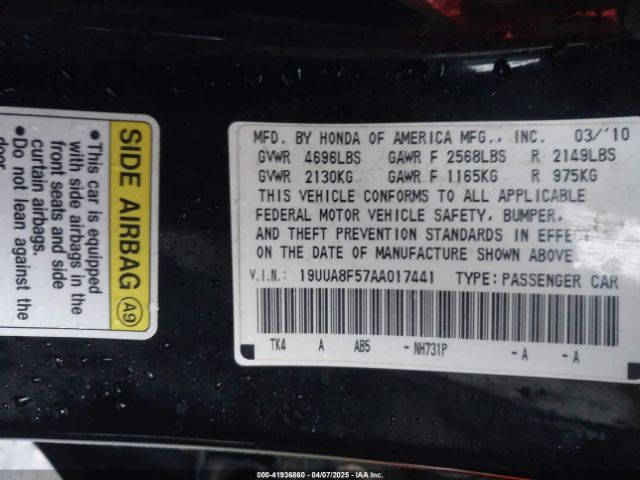 SIDE AIRBAG A9
• This car is equipped
with side airbags in the
front seats and side
curtain airbags.
• Do not lean against the
door.
MFD. BY HONDA OF AMERICA MFG., INC. 03/'10
GVWR 4696LBS GAWR F 2568LBS R 2149LBS
GVWR 2130KG GAWR F 1165KG R 975KG
THIS VEHICLE CONFORMS TO ALL APPLICABLE
FEDERAL MOTOR VEHICLE SAFETY, BUMPER,
AND THEFT PREVENTION STANDARDS IN EFFECT
ON THE DATE OF MANUFACTURE SHOWN ABOVE
V.I.N.: 19UUA8F57AA017441 TYPE: PASSENGER CAR
TK4 A AB5 -NH731P -A -A
000-41936860 - 04/07/2025 - IAA Inc.